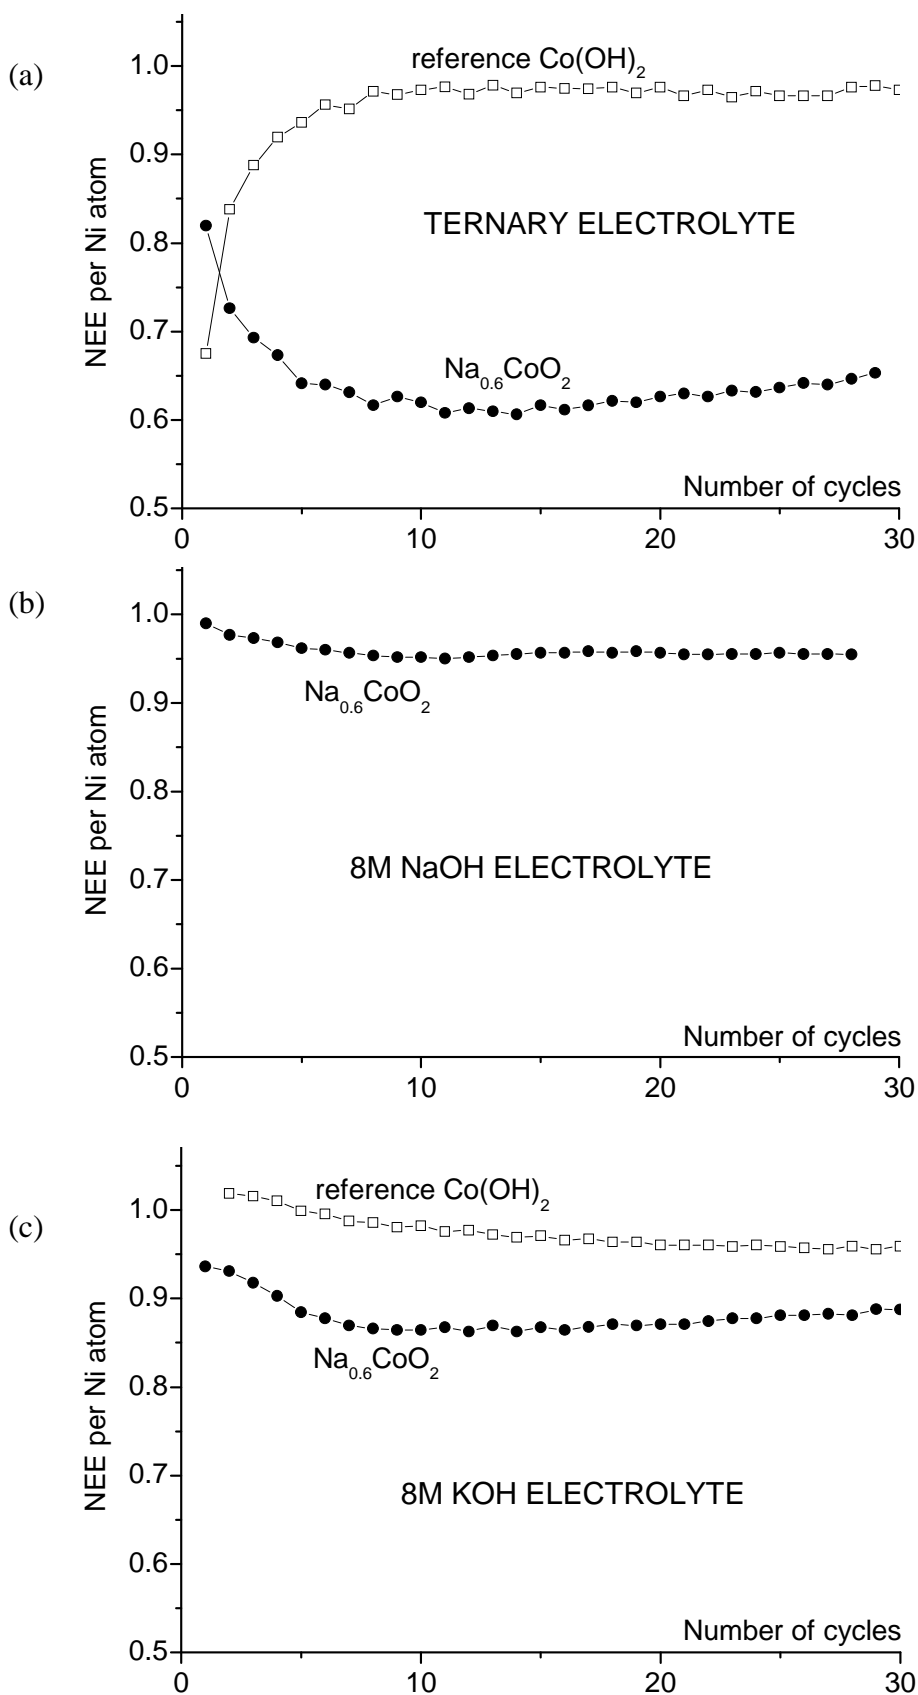 (a)
reference Co(OH)2
1.0
0.9
0.8
0.7
0.6
0.5
NEE per Ni atom
TERNARY ELECTROLYTE
Na0.6CoO2
Number of cycles
0 10 20 30
(b)
1.0
0.9
0.8
0.7
0.6
0.5
NEE per Ni atom
Na0.6CoO2
8M NaOH ELECTROLYTE
Number of cycles
0 10 20 30
(c)
reference Co(OH)2
1.0
0.9
0.8
0.7
0.6
0.5
NEE per Ni atom
Na0.6CoO2
8M KOH ELECTROLYTE
Number of cycles
0 10 20 30